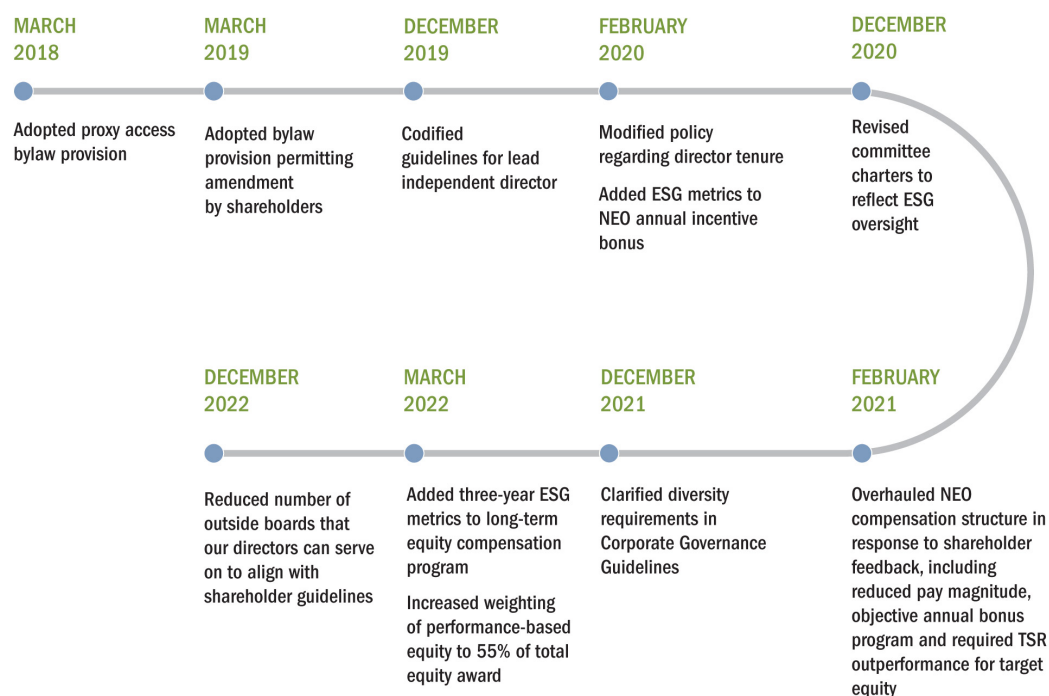 MARCH
2018
Adopted proxy access
bylaw provision
MARCH
2019
Adopted bylaw
provision permitting
amendment
by shareholders
DECEMBER
2019
Codified
guidelines for lead
independent director
FEBRUARY
2020
Modified policy
regarding director tenure
Added ESG metrics to
NEO annual incentive
bonus
DECEMBER
2020
Revised
committee
charters to
reflect ESG
oversight
FEBRUARY
2021
Overhauled NEO
compensation structure in
response to shareholder
feedback, including
reduced pay magnitude,
objective annual bonus
program and required TSR
outperformance for target
equity
DECEMBER
2021
Clarified diversity
requirements in
Corporate Governance
Guidelines
MARCH
2022
Added three-year ESG
metrics to long-term
equity compensation
program
Increased weighting
of performance-based
equity to 55% of total
equity award
DECEMBER
2022
Reduced number of
outside boards that
our directors can serve
on to align with
shareholder guidelines